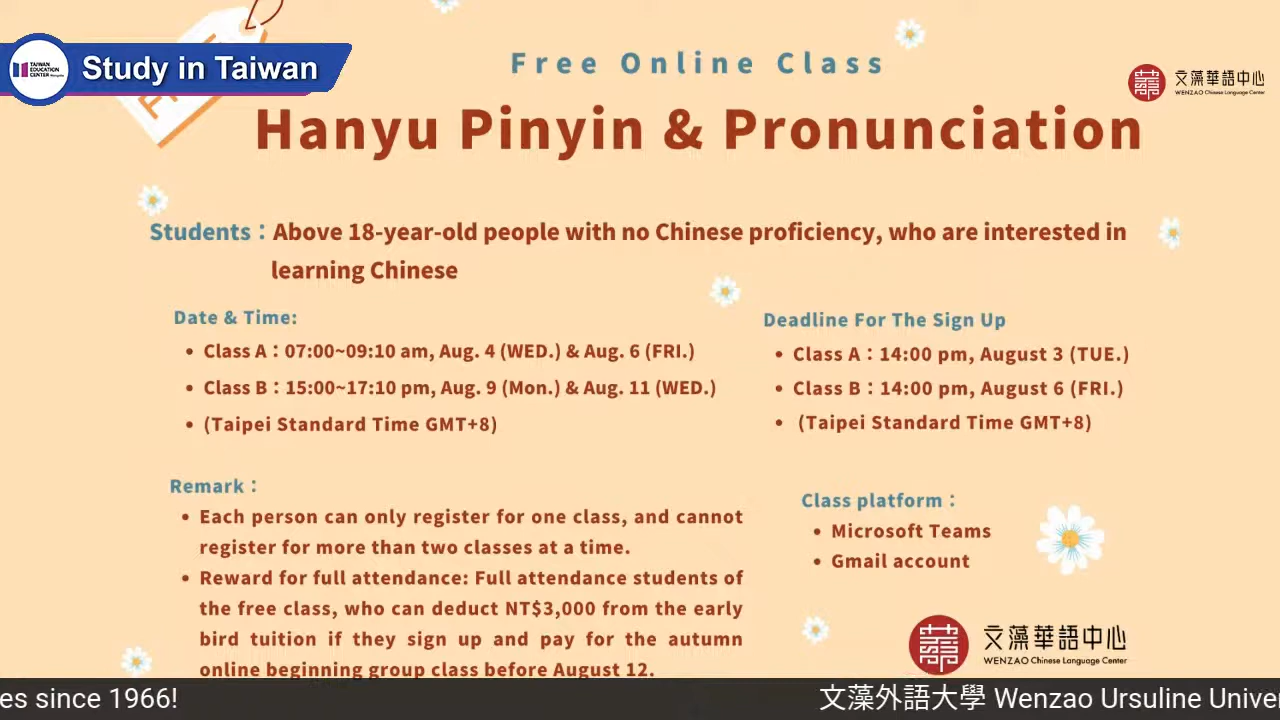 TAIWAN
EDUCATION
CENTER
Study in Taiwan
Free Online Class
文藻華語中心
WENZAO Chinese Language Center
Hanyu Pinyin & Pronunciation
Students：Above 18-year-old people with no Chinese proficiency, who are interested in
learning Chinese
Date & Time:
• Class A：07:00~09:10 am, Aug. 4 (WED.) & Aug. 6 (FRI.)
• Class B：15:00~17:10 pm, Aug. 9 (Mon.) & Aug. 11 (WED.)
• (Taipei Standard Time GMT+8)
Deadline For The Sign Up
• Class A：14:00 pm, August 3 (TUE.)
• Class B：14:00 pm, August 6 (FRI.)
• (Taipei Standard Time GMT+8)
Remark：
• Each person can only register for one class, and cannot
register for more than two classes at a time.
• Reward for full attendance: Full attendance students of
the free class, who can deduct NT$3,000 from the early
bird tuition if they sign up and pay for the autumn
online beginning group class before August 12.
Class platform：
• Microsoft Teams
• Gmail account
文藻華語中心
WENZAO Chinese Language Center
es since 1966!
文藻外語大學 Wenzao Ursuline Univer